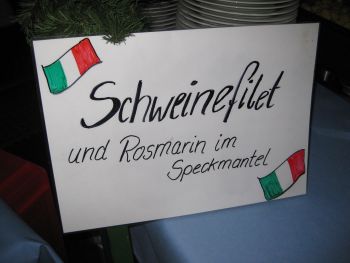 Schweinefilet
und Rosmarin im
Speckmantel